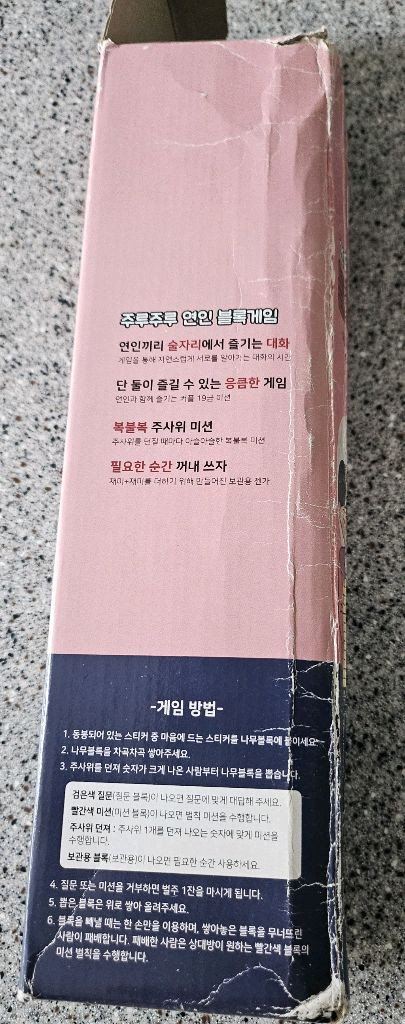 주루주루 연인 블록게임
연인끼리 술자리에서 즐기는 대화
게임을 통해 자연스럽게 서로를 알아가는 대화의 시간
단 둘이 즐길 수 있는 응큼한 게임
연인과 함께 즐기는 커플 19금 미션
복불복 주사위 미션
주사위를 던질 때마다 아슬아슬한 복불복 미션
필요한 순간 꺼내 쓰자
재미+재미를 더하기 위해 만들어진 보관용 젠가
-게임 방법-
1. 동봉되어 있는 스티커 중 마음에 드는 스티커를 나무블록에 붙이세요.
2. 나무블록을 차곡차곡 쌓아주세요.
3. 주사위를 던져 숫자가 크게 나온 사람부터 나무블록을 뽑습니다.
검은색 질문(질문 블록)이 나오면 질문에 맞게 대답해 주세요.
빨간색 미션(미션 블록)이 나오면 벌칙 미션을 수행합니다.
주사위 던져 : 주사위 1개를 던져 나오는 숫자에 맞게 미션을
수행합니다.
보관용 블록(보관용)이 나오면 필요한 순간 사용하세요.
4. 질문 또는 미션을 거부하면 벌주 1잔을 마시게 됩니다.
5. 뽑은 블록은 위로 쌓아 올려주세요.
6. 블록을 빼낼 때는 한 손만을 이용하며, 쌓아놓은 블록을 무너뜨린
사람이 패배합니다. 패배한 사람은 상대방이 원하는 빨간색 블록의
미션 벌칙을 수행합니다.